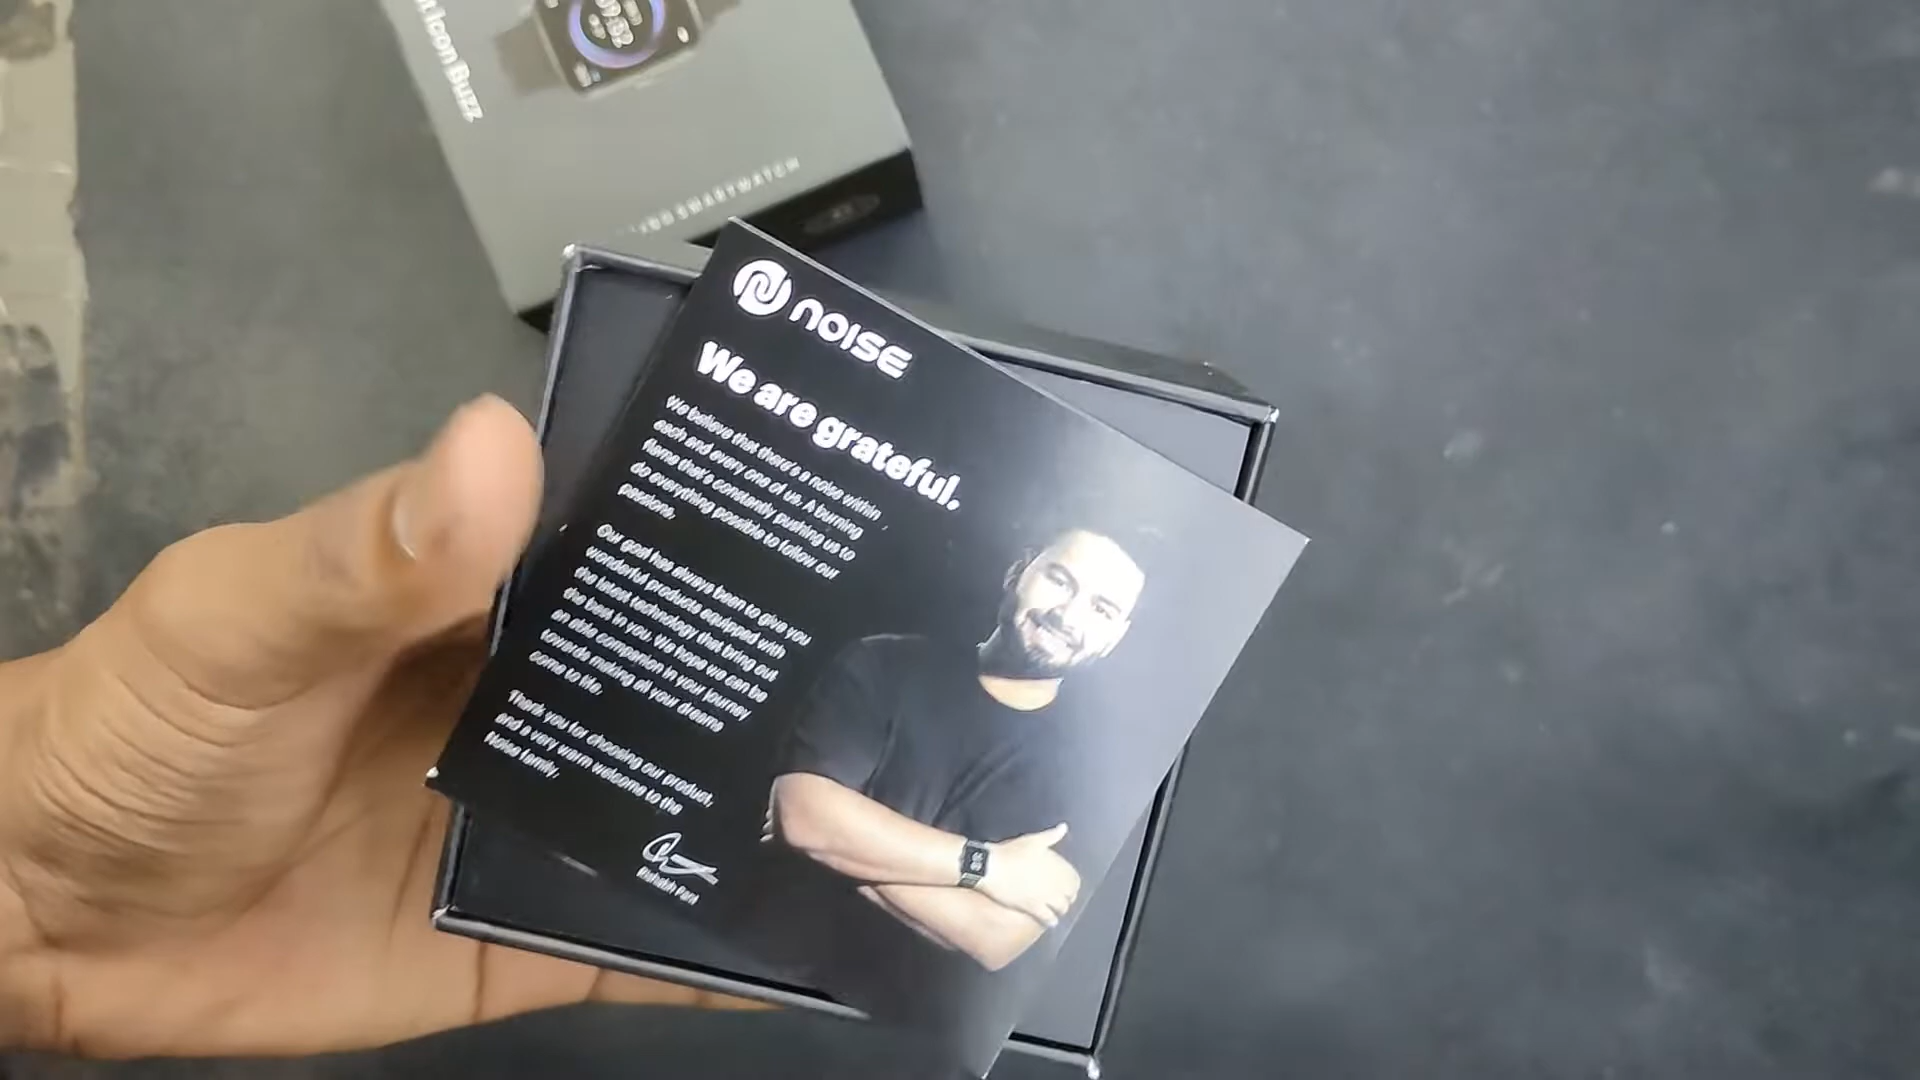 Icon Buzz
SMARTWATCH
NOISE
We are grateful.
We believe that there's a noise within
each and every one of us. A burning
flame that's constantly pushing us to
do everything possible to follow our
passions.
Our goal has always been to give you
wonderful products equipped with
the latest technology that bring out
the best in you. We hope we can be
an able companion in your journey
towards making all your dreams
come to life.
Thank you for choosing our product,
and a very warm welcome to the
Noise family.